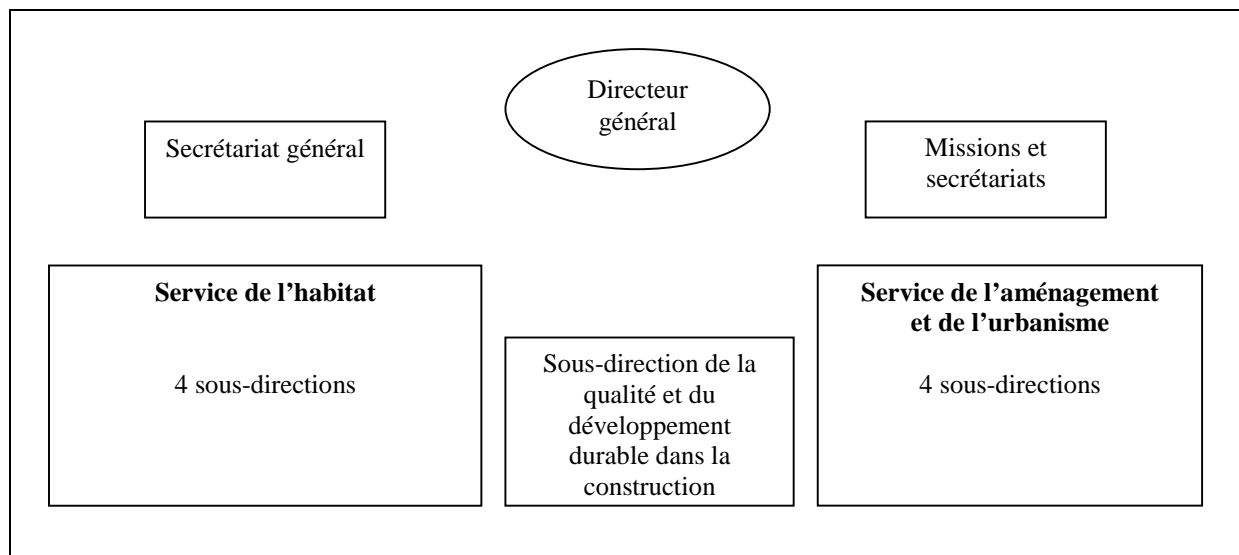 Directeur
général
Secrétariat général
Missions et
secrétariats
Service de l’habitat
4 sous-directions
Sous-direction de la
qualité et du
développement
durable dans la
construction
Service de l’aménagement
et de l’urbanisme
4 sous-directions